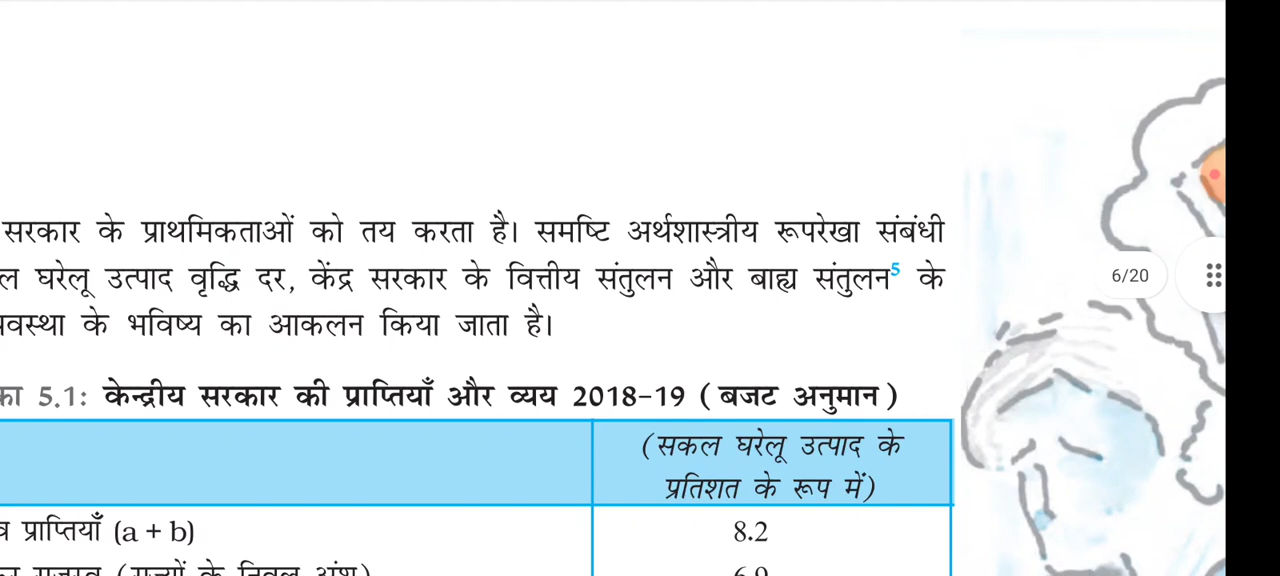 सरकार के प्राथमिकताओं को तय करता है। समष्टि अर्थशास्त्रीय रूपरेखा संबंधी
घरेलू उत्पाद वृद्धि दर, केंद्र सरकार के वित्तीय संतुलन और बाह्य संतुलन5 के
6/20
के भविष्य का आकलन किया जाता है।
5.1: केन्द्रीय सरकार की प्राप्तियाँ और व्यय 2018-19 (बजट अनुमान)
(सकल घरेलू उत्पाद के
प्रतिशत के रूप में)
प्राप्तियाँ (a + b) 8.2